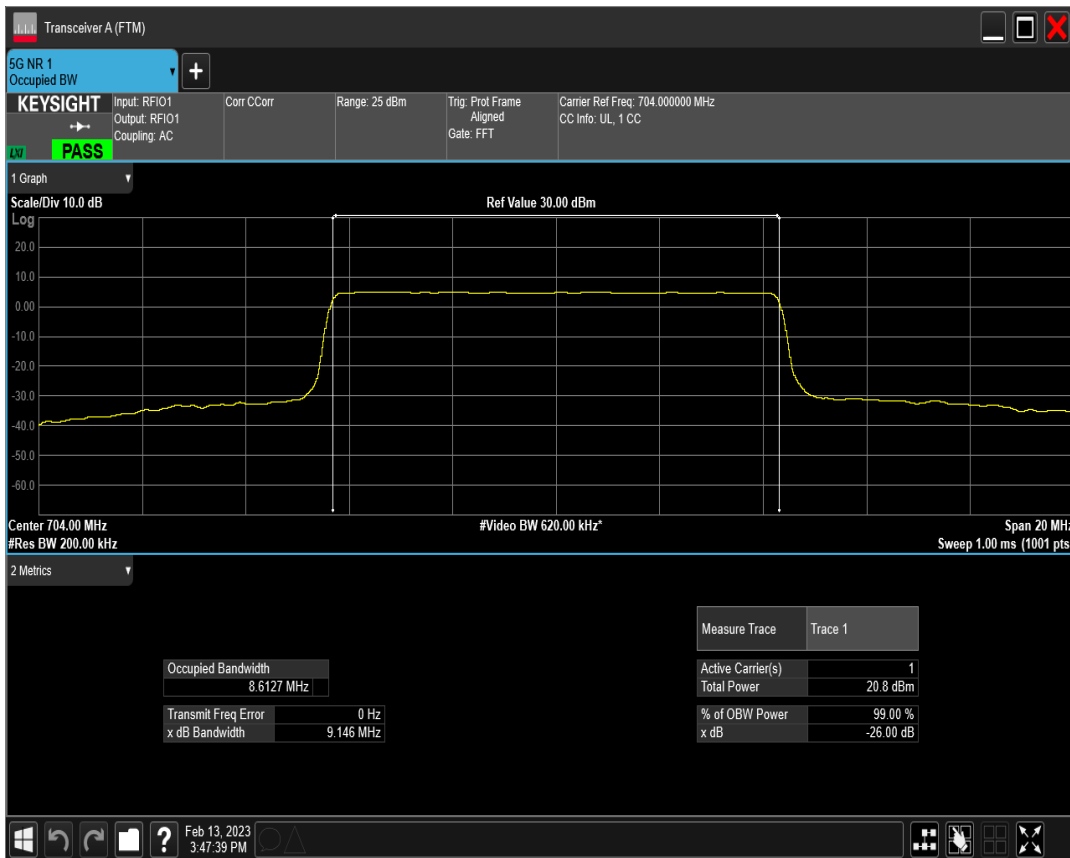 Transceiver A (FTM)
5G NR 1
Occupied BW
+
KEYSIGHT
LXI
PASS
Input: RFIO1
Output: RFIO1
Coupling: AC
Corr CCorr
Range: 25 dBm
Trig: Prot Frame
Aligned
Gate: FFT
Carrier Ref Freq: 704.000000 MHz
CC Info: UL, 1 CC
1 Graph
Scale/Div 10.0 dB
Ref Value 30.00 dBm
Log
20.0
10.0
0.00
-10.0
-20.0
-30.0
-40.0
-50.0
-60.0
Center 704.00 MHz
#Video BW 620.00 kHz*
Span 20 MHz
#Res BW 200.00 kHz
Sweep 1.00 ms (1001 pts
2 Metrics
Measure Trace Trace 1
Occupied Bandwidth
8.6127 MHz
Active Carrier(s) 1
Total Power 20.8 dBm
Transmit Freq Error 0 Hz
x dB Bandwidth 9.146 MHz
% of OBW Power 99.00 %
x dB -26.00 dB
?
Feb 13, 2023
3:47:39 PM